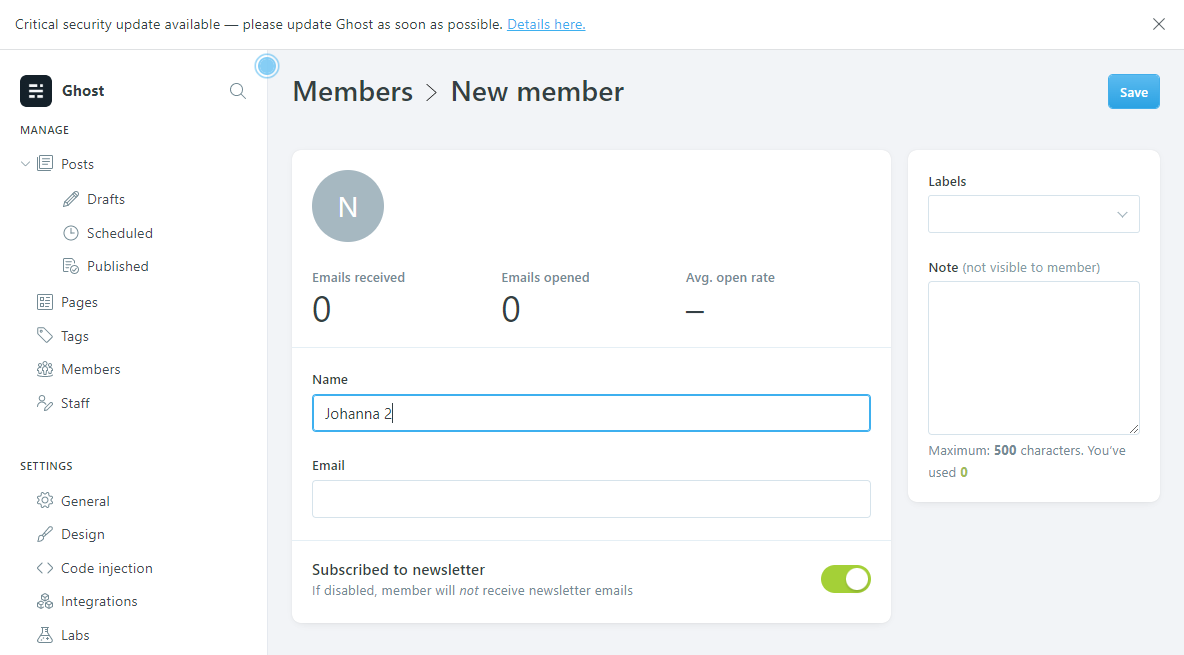 Critical security update available — please update Ghost as soon as possible. Details here.
Ghost
MANAGE
Posts
Drafts
Scheduled
Published
Pages
Tags
Members
Staff
SETTINGS
General
Design
Code injection
Integrations
Labs
Members > New member
Save
N
Emails received
0
Emails opened
0
Avg. open rate
—
Name
Johanna 2
Email
Subscribed to newsletter
If disabled, member will not receive newsletter emails
Labels
Note (not visible to member)
Maximum: 500 characters. You've
used 0